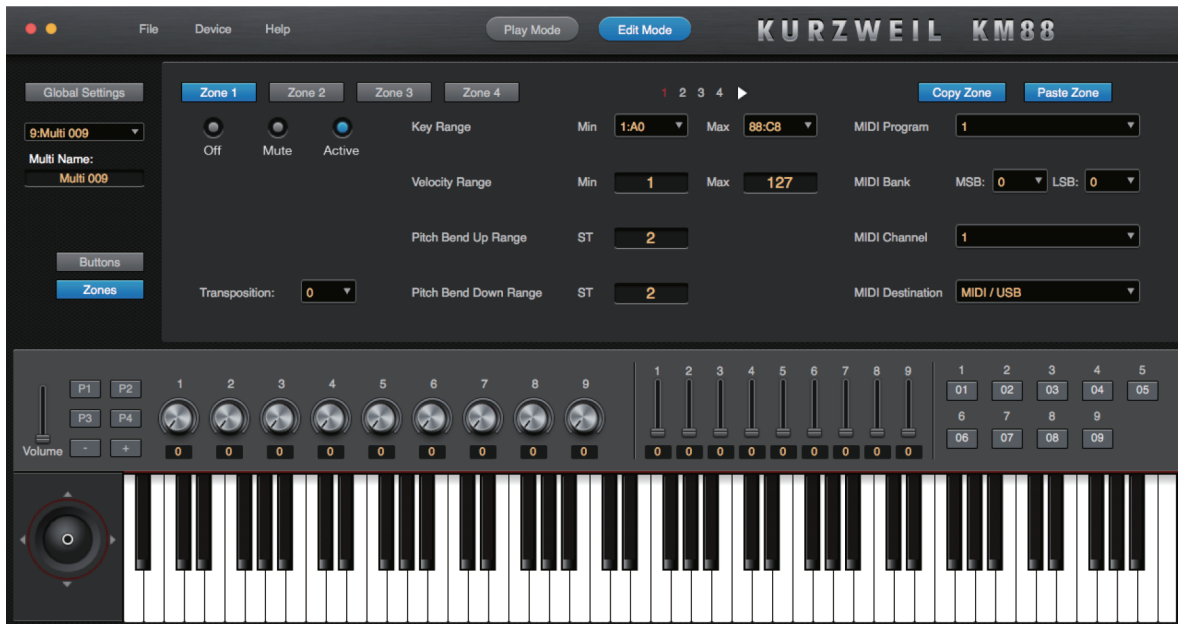 File Device Help Play Mode Edit Mode KURZWEIL KM88
Global Settings Zone 1 Zone 2 Zone 3 Zone 4 1 2 3 4 Copy Zone Paste Zone
9:Multi 009 Key Range Min 1:A0 Max 88:C8 MIDI Program 1
Off Mute Active
Multi Name:
Multi 009 Velocity Range Min 1 Max 127 MIDI Bank MSB: 0 LSB: 0
Pitch Bend Up Range ST 2 MIDI Channel 1
Buttons
Zones Transposition: 0 Pitch Bend Down Range ST 2 MIDI Destination MIDI / USB
1 2 3 4 5 6 7 8 9 1 2 3 4 5
P1 P2 1 2 3 4 5 6 7 8 9 01 02 03 04 05
P3 P4 6 7 8 9
Volume - + 06 07 08 09
0 0 0 0 0 0 0 0 0 0 0 0 0 0 0 0 0 0